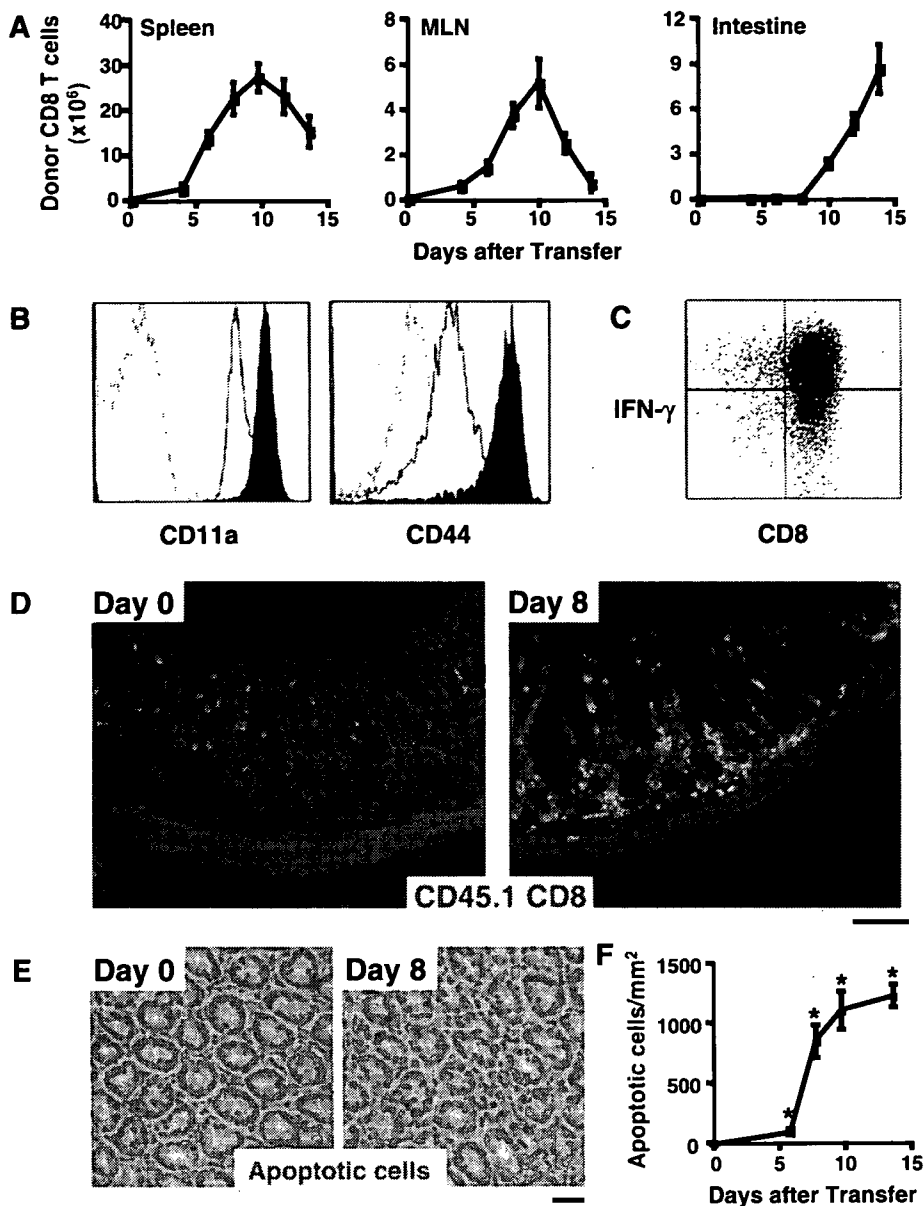 A
Spleen
MLN
Intestine
Donor CD8 T cells
(x10⁶)
40
30
20
10
0
0 5 10 15
8
6
4
2
0
0 5 10 15
12
9
6
3
0
0 5 10 15
Days after Transfer
B
CD11a
CD44
C
IFN-γ
CD8
D
Day 0
Day 8
CD45.1 CD8
E
Day 0
Day 8
Apoptotic cells
F
Apoptotic cells/mm²
1500
1000
500
0
* * * *
0 5 10 15
Days after Transfer